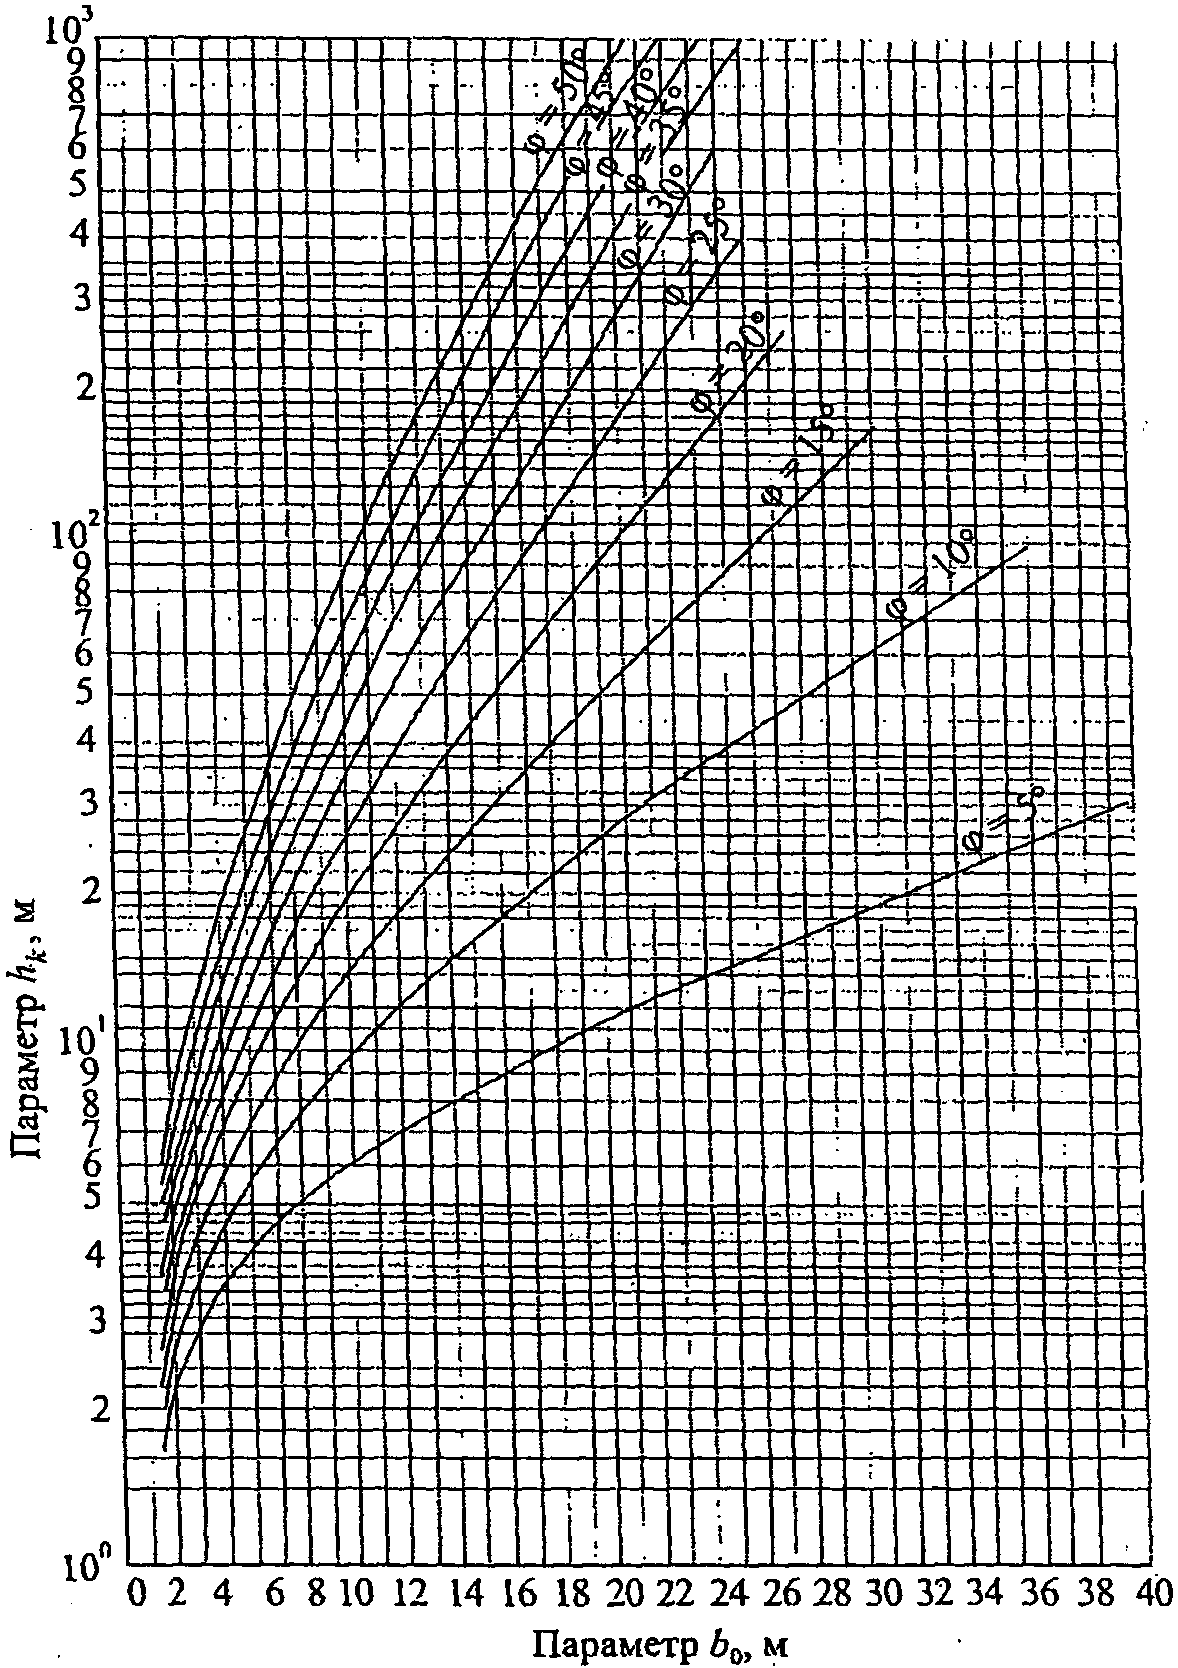 10³
9
8
7
6
5
4
3
2
10²
9
8
7
6
5
4
3
2
10¹
9
8
7
6
5
4
3
2
10⁰
Параметр hₖ, м
φ = 50°
φ = 45°
φ = 40°
φ = 35°
φ = 30°
φ = 25°
φ = 20°
φ = 15°
φ = 10°
φ = 5°
0 2 4 6 8 10 12 14 16 18 20 22 24 26 28 30 32 34 36 38 40
Параметр b₀, м